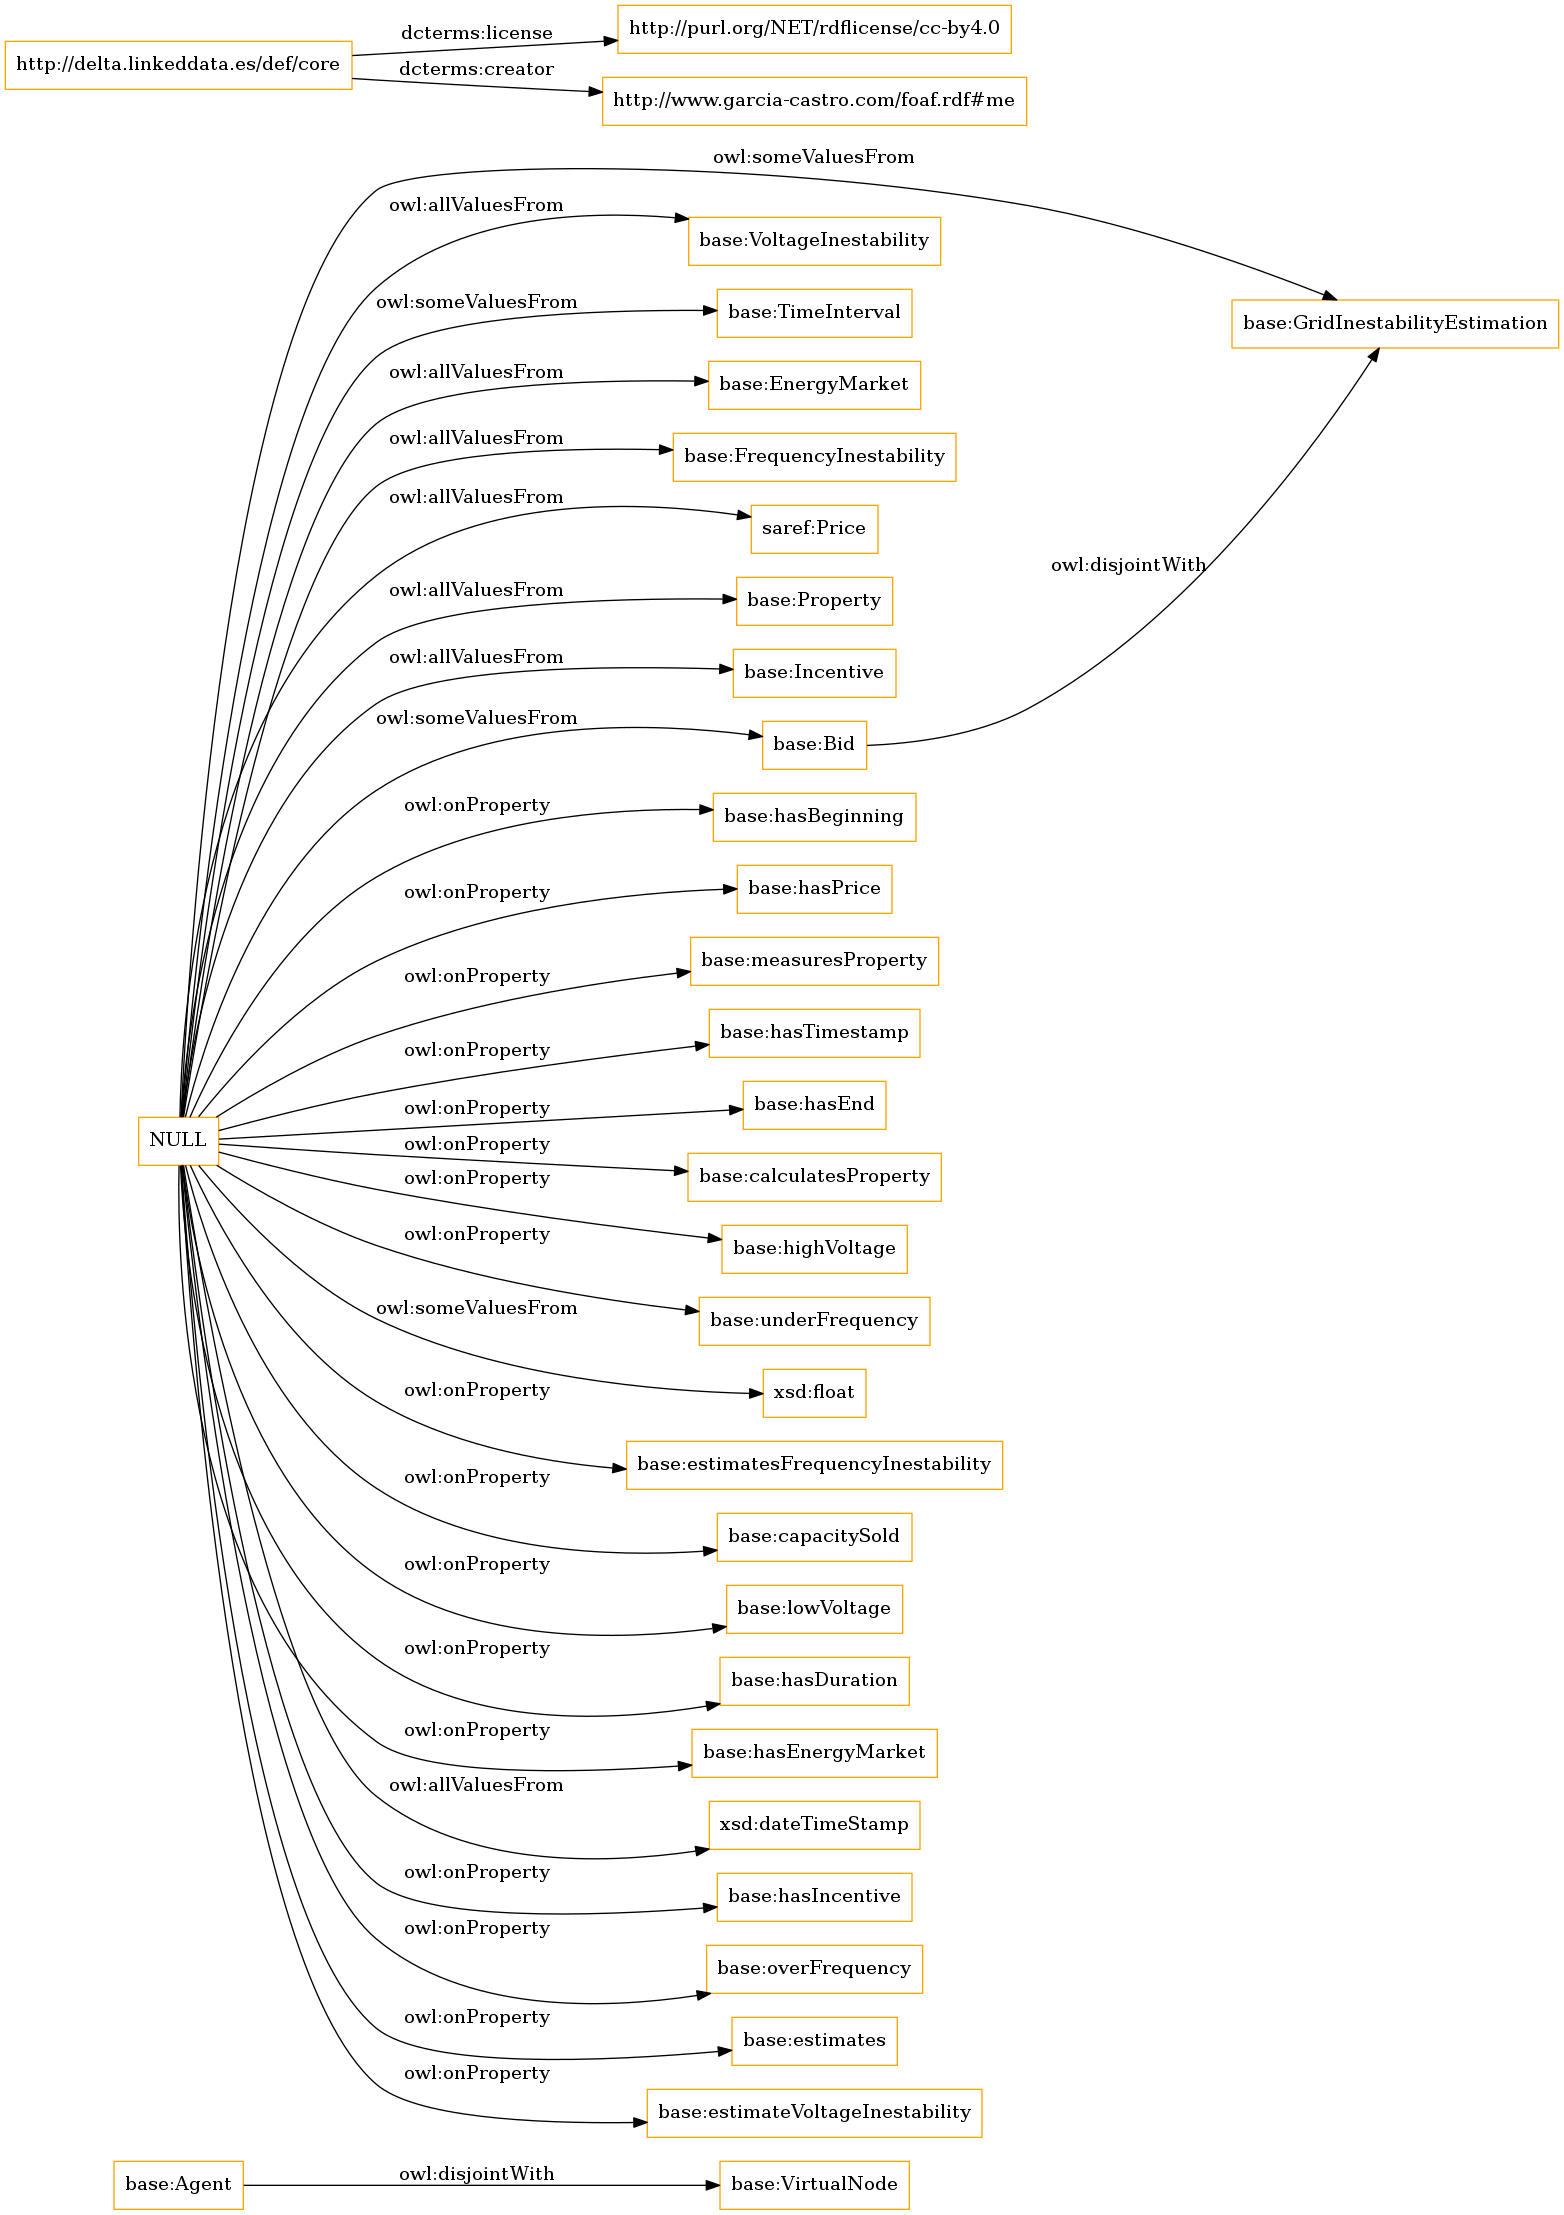 dcterms:license
http://purl.org/NET/rdflicense/cc-by4.0
http://delta.linkeddata.es/def/core
dcterms:creator
http://www.garcia-castro.com/foaf.rdf#me
owl:someValuesFrom
owl:allValuesFrom
base:VoltageInestability
owl:someValuesFrom
base:TimeInterval
base:GridInestabilityEstimation
owl:allValuesFrom
base:EnergyMarket
owl:allValuesFrom
base:FrequencyInestability
owl:allValuesFrom
saref:Price
owl:disjointWith
owl:allValuesFrom
base:Property
owl:allValuesFrom
base:Incentive
owl:someValuesFrom
base:Bid
owl:onProperty
base:hasBeginning
owl:onProperty
base:hasPrice
owl:onProperty
base:measuresProperty
owl:onProperty
base:hasTimestamp
owl:onProperty
base:hasEnd
NULL
owl:onProperty
base:calculatesProperty
owl:onProperty
base:highVoltage
owl:onProperty
base:underFrequency
owl:someValuesFrom
xsd:float
owl:onProperty
base:estimatesFrequencyInestability
owl:onProperty
base:capacitySold
owl:onProperty
base:lowVoltage
owl:onProperty
base:hasDuration
owl:onProperty
base:hasEnergyMarket
owl:allValuesFrom
xsd:dateTimeStamp
owl:onProperty
base:hasIncentive
owl:onProperty
base:overFrequency
owl:onProperty
base:estimates
owl:onProperty
base:estimateVoltageInestability
base:Agent
owl:disjointWith
base:VirtualNode